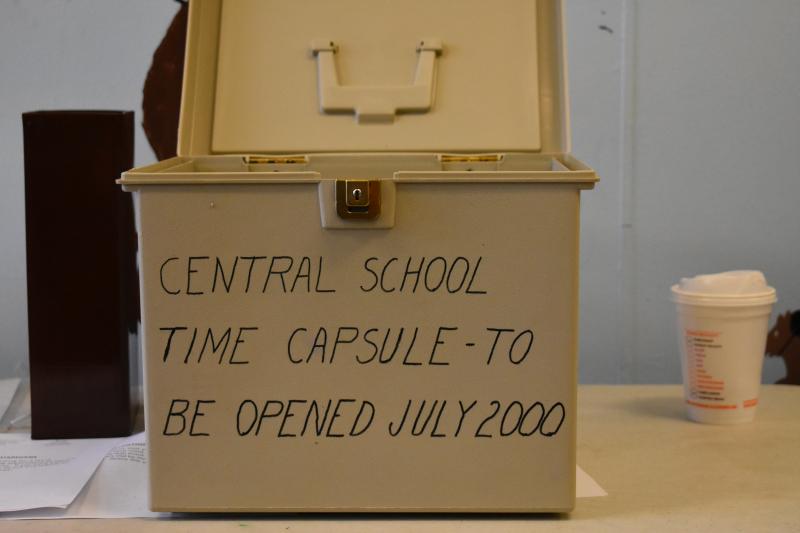 CENTRAL SCHOOL
TIME CAPSULE-TO
BE OPENED JULY 2000